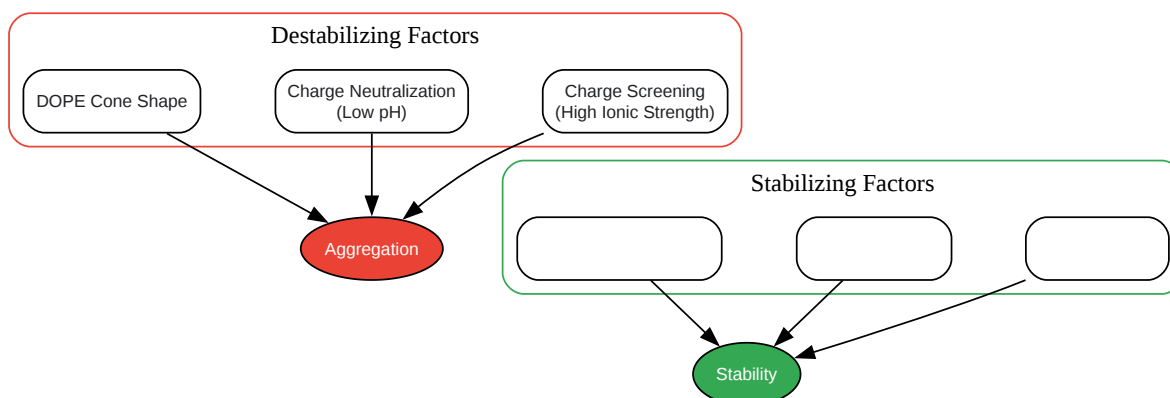 Destabilizing Factors
DOPE Cone Shape
Charge Neutralization
(Low pH)
Charge Screening
(High Ionic Strength)
Stabilizing Factors
Aggregation
Stability